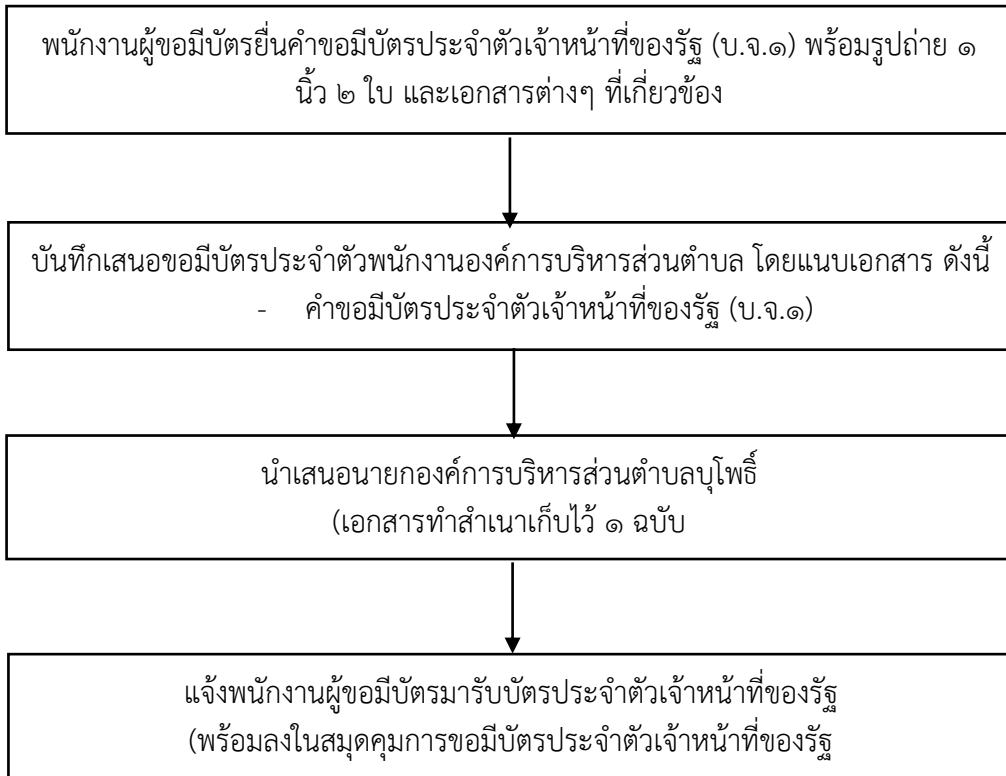 พนักงานผู้ขอมีบัตรยื่นคำขอมีบัตรประจำตัวเจ้าหน้าที่ของรัฐ (บ.จ.๑) พร้อมรูปถ่าย ๑
นิ้ว ๒ ใบ และเอกสารต่างๆ ที่เกี่ยวข้อง
บันทึกเสนอขอมีบัตรประจำตัวพนักงานองค์การบริหารส่วนตำบล โดยแนบเอกสาร ดังนี้
- คำขอมีบัตรประจำตัวเจ้าหน้าที่ของรัฐ (บ.จ.๑)
นำเสนอนายกองค์การบริหารส่วนตำบลบุโพธิ์
(เอกสารทำสำเนาเก็บไว้ ๑ ฉบับ
แจ้งพนักงานผู้ขอมีบัตรมารับบัตรประจำตัวเจ้าหน้าที่ของรัฐ
(พร้อมลงในสมุดคุมการขอมีบัตรประจำตัวเจ้าหน้าที่ของรัฐ